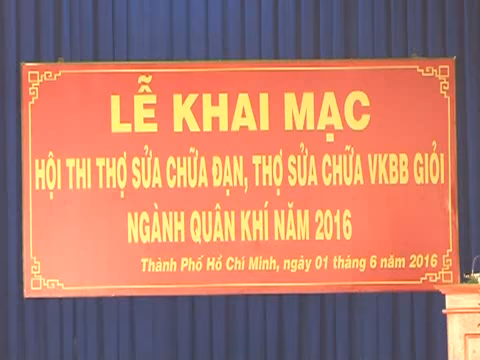 LỄ KHAI MẠC
HỘI THI THỢ SỬA CHỮA ĐẠN, THỢ SỬA CHỮA VKBB GIỎI
NGÀNH QUÂN KHÍ NĂM 2016
Thành Phố Hồ Chí Minh, ngày 01 tháng 6 năm 2016